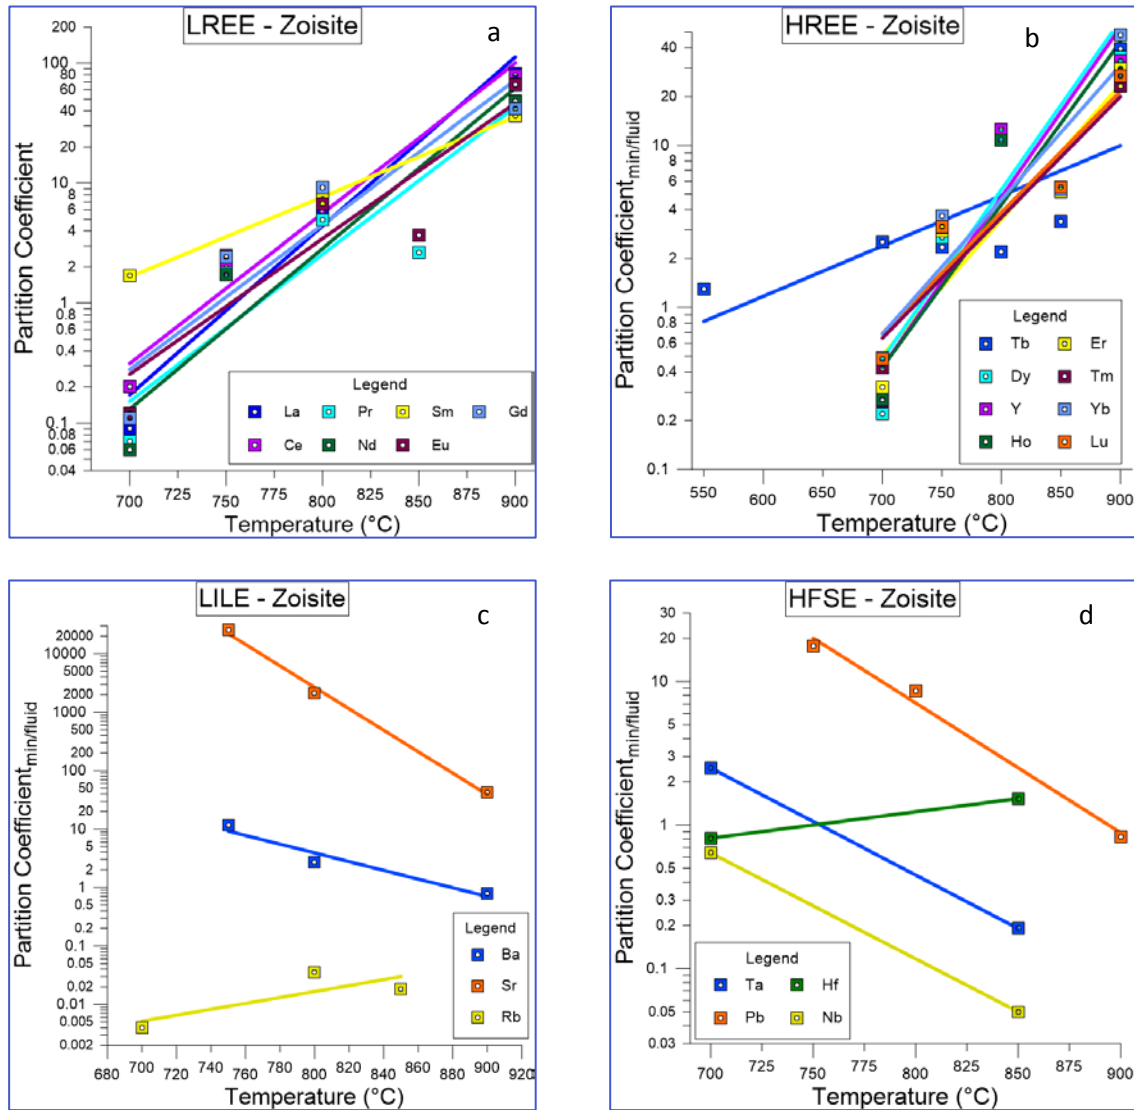 LREE - Zoisite
a
200
100
80
60
40
20
10
8
6
4
2
1
0.8
0.6
0.4
0.2
0.1
0.08
0.06
0.04
Partition Coefficient
Legend
La Pr Sm Gd
Ce Nd Eu
700 725 750 775 800 825 850 875 900
Temperature (°C)
HREE - Zoisite
b
40
20
10
8
6
4
2
1
0.8
0.6
0.4
0.2
0.1
Partition Coefficient min/fluid
Legend
Tb Er
Dy Tm
Y Yb
Ho Lu
550 600 650 700 750 800 850 900
Temperature (°C)
LILE - Zoisite
c
20000
10000
5000
2000
1000
500
200
100
50
20
10
5
2
1
0.5
0.2
0.1
0.05
0.02
0.01
0.005
0.002
Partition Coefficient min/fluid
Legend
Ba
Sr
Rb
680 700 720 740 760 780 800 820 840 860 880 900 920
Temperature (°C)
HFSE - Zoisite
d
30
20
10
5
3
2
1
0.5
0.3
0.2
0.1
0.05
0.03
Partition Coefficient min/fluid
Legend
Ta Hf
Pb Nb
700 725 750 775 800 825 850 875 900
Temperature (°C)